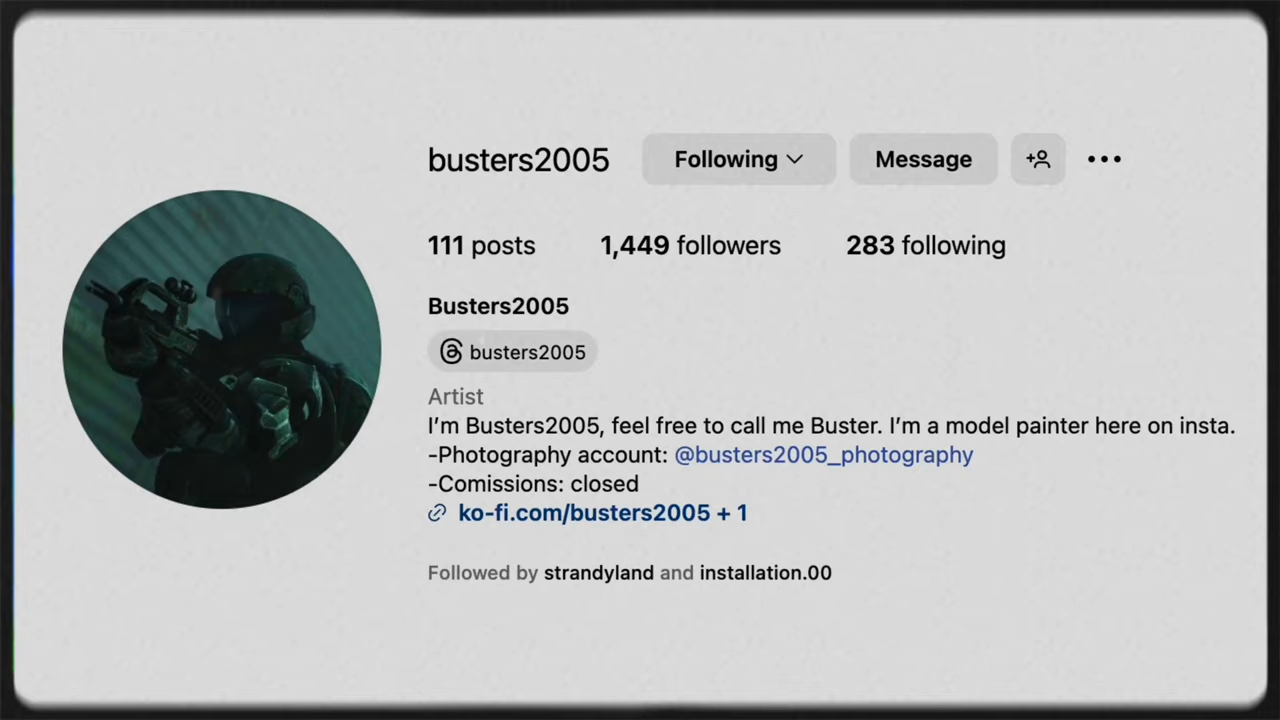 busters2005 Following Message
111 posts 1,449 followers 283 following
Busters2005
busters2005
Artist
I'm Busters2005, feel free to call me Buster. I'm a model painter here on insta.
-Photography account: @busters2005_photography
-Comissions: closed
ko-fi.com/busters2005 + 1
Followed by strandyland and installation.00